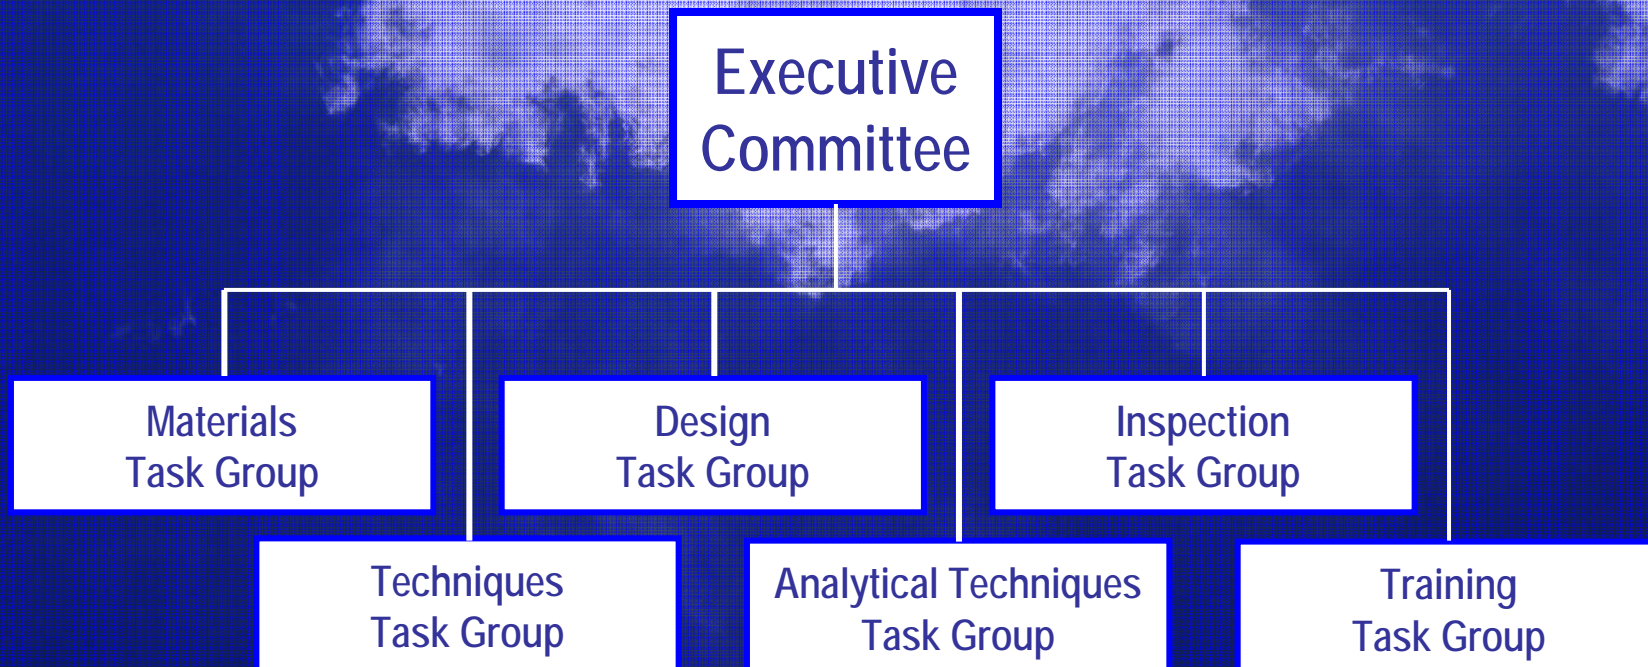 Executive
Committee
Materials
Task Group
Design
Task Group
Inspection
Task Group
Techniques
Task Group
Analytical Techniques
Task Group
Training
Task Group